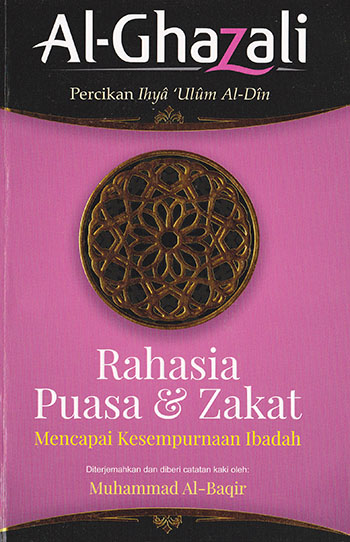 Al-Ghazali
Percikan Ihyâ ‘Ulûm Al-Dîn
Rahasia
Puasa & Zakat
Mencapai Kesempurnaan Ibadah
Diterjemahkan dan diberi catatan kaki oleh:
Muhammad Al-Baqir